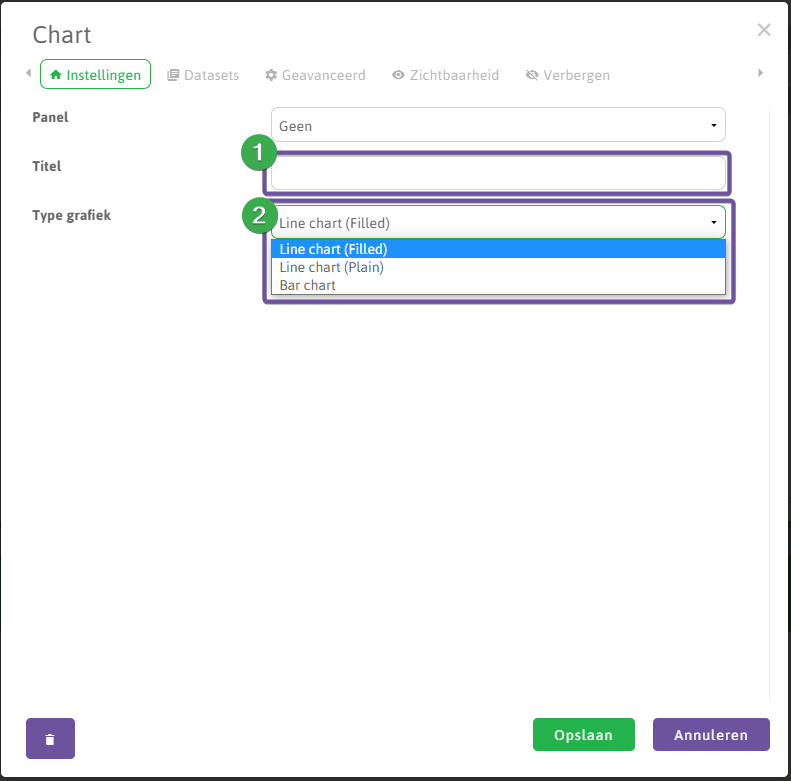 Chart
Instellingen Datasets Geavanceerd Zichtbaarheid Verbergen
Panel Geen
1
Titel
2
Type grafiek Line chart (Filled)
Line chart (Filled)
Line chart (Plain)
Bar chart
Opslaan Annuleren